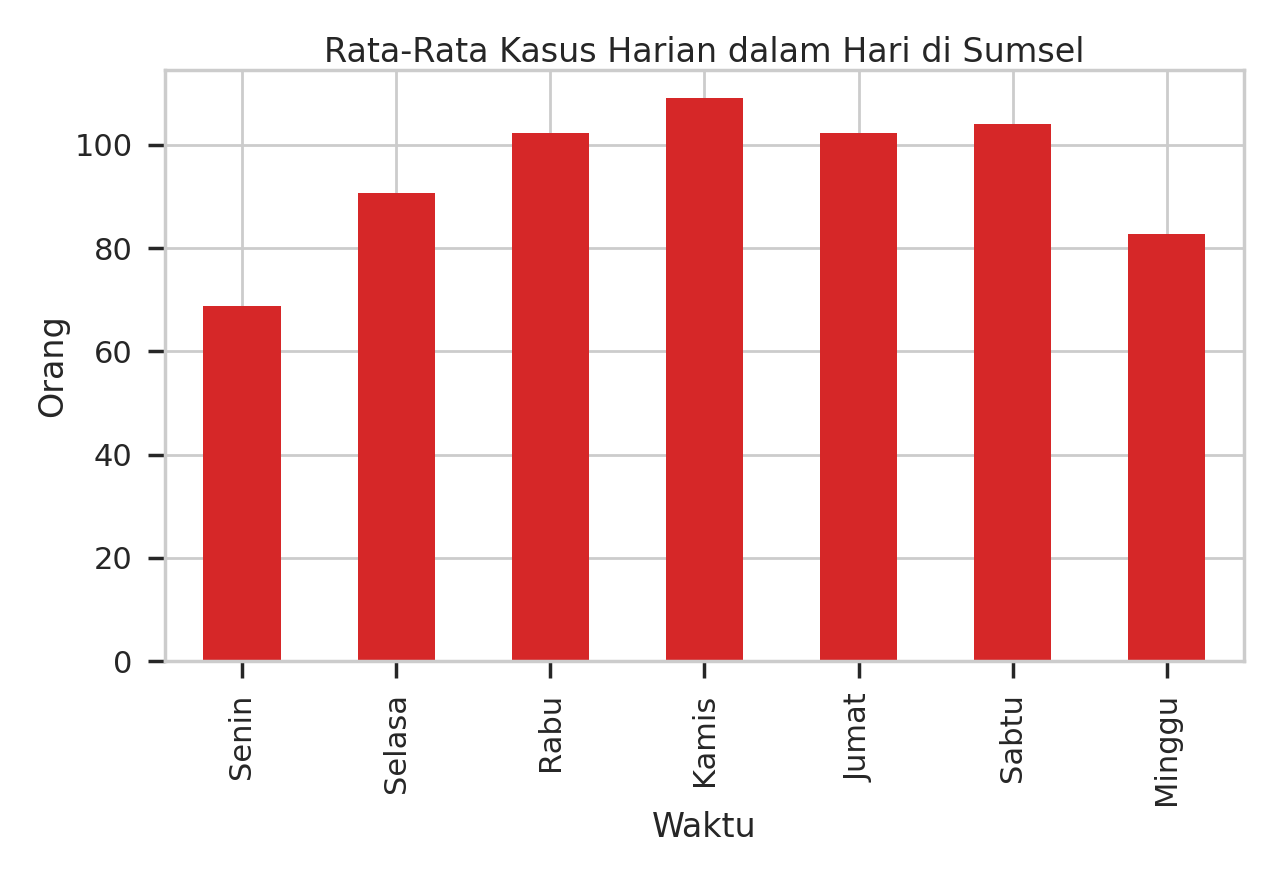 Rata-Rata Kasus Harian dalam Hari di Sumsel
Orang
100
80
60
40
20
0
Senin
Selasa
Rabu
Kamis
Jumat
Sabtu
Minggu
Waktu